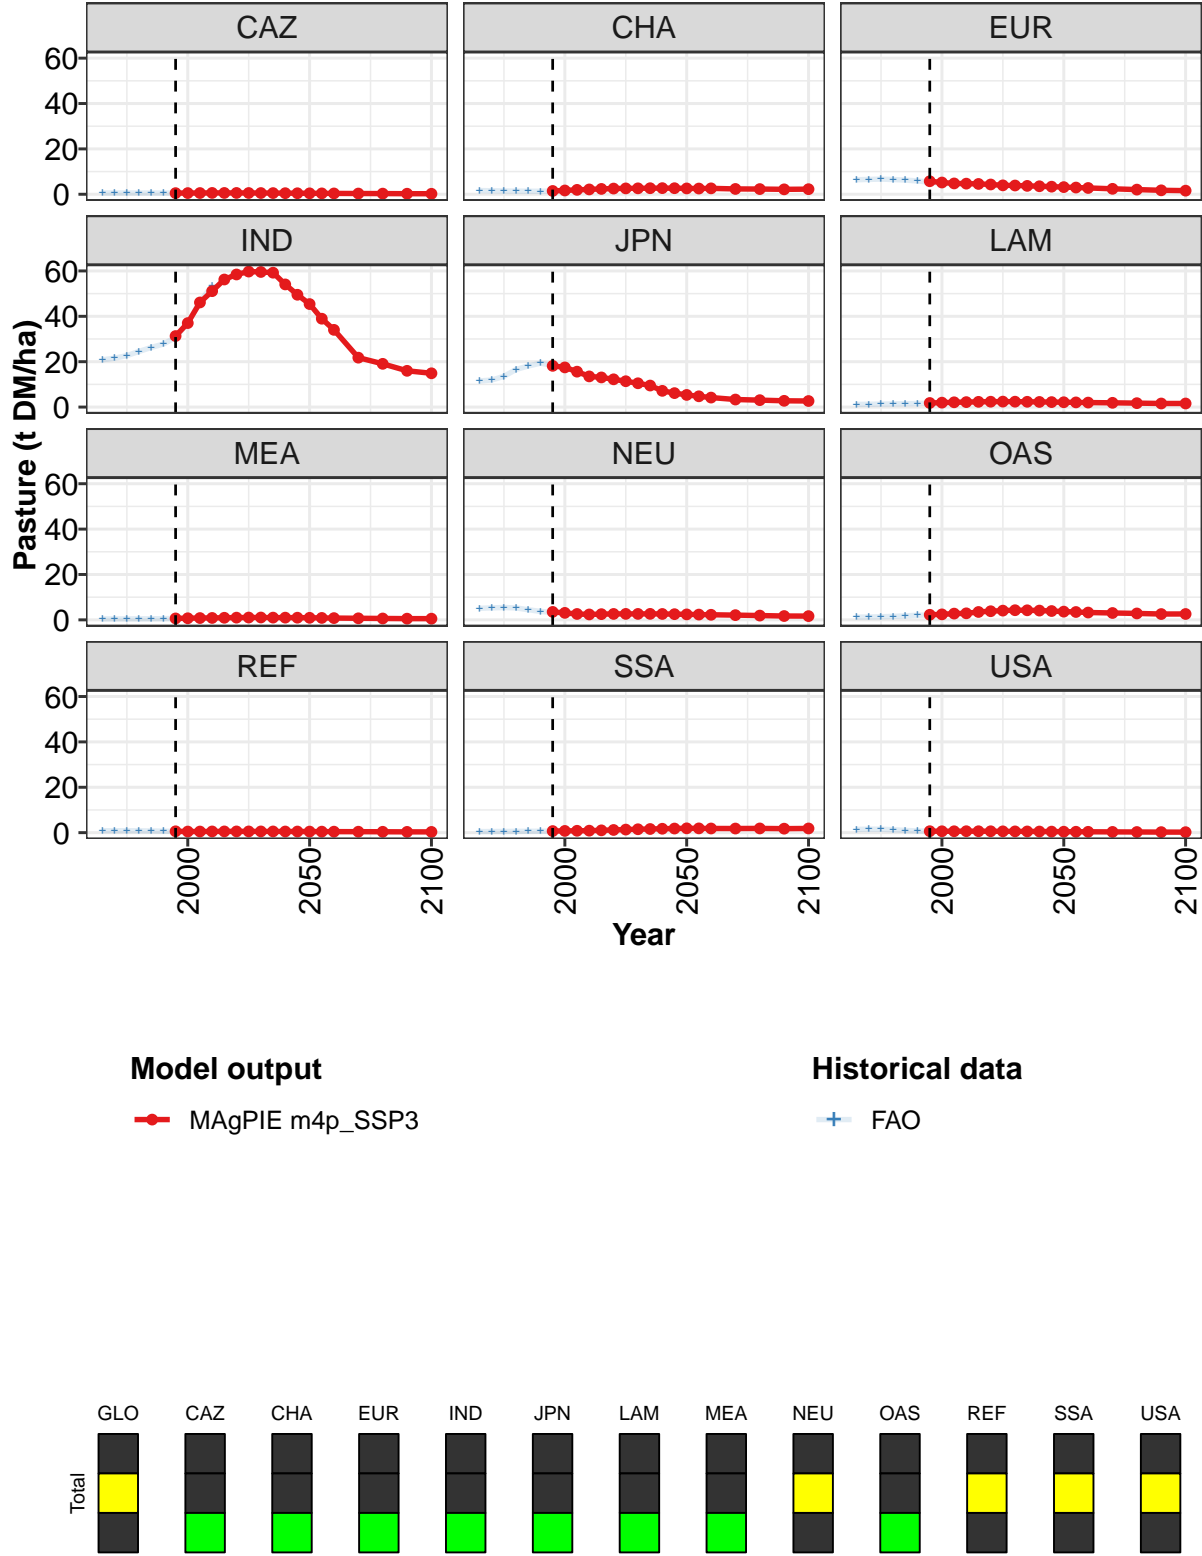 CAZ CHA EUR
60
40
20
0
IND JPN LAM
60
40
20
0
Pasture (t DM/ha)
MEA NEU OAS
60
40
20
0
REF SSA USA
60
40
20
0
2000 2050 2100 2000 2050 2100 2000 2050 2100
Year
Model output Historical data
MAgPIE m4p_SSP3 FAO
GLO CAZ CHA EUR IND JPN LAM MEA NEU OAS REF SSA USA
Total